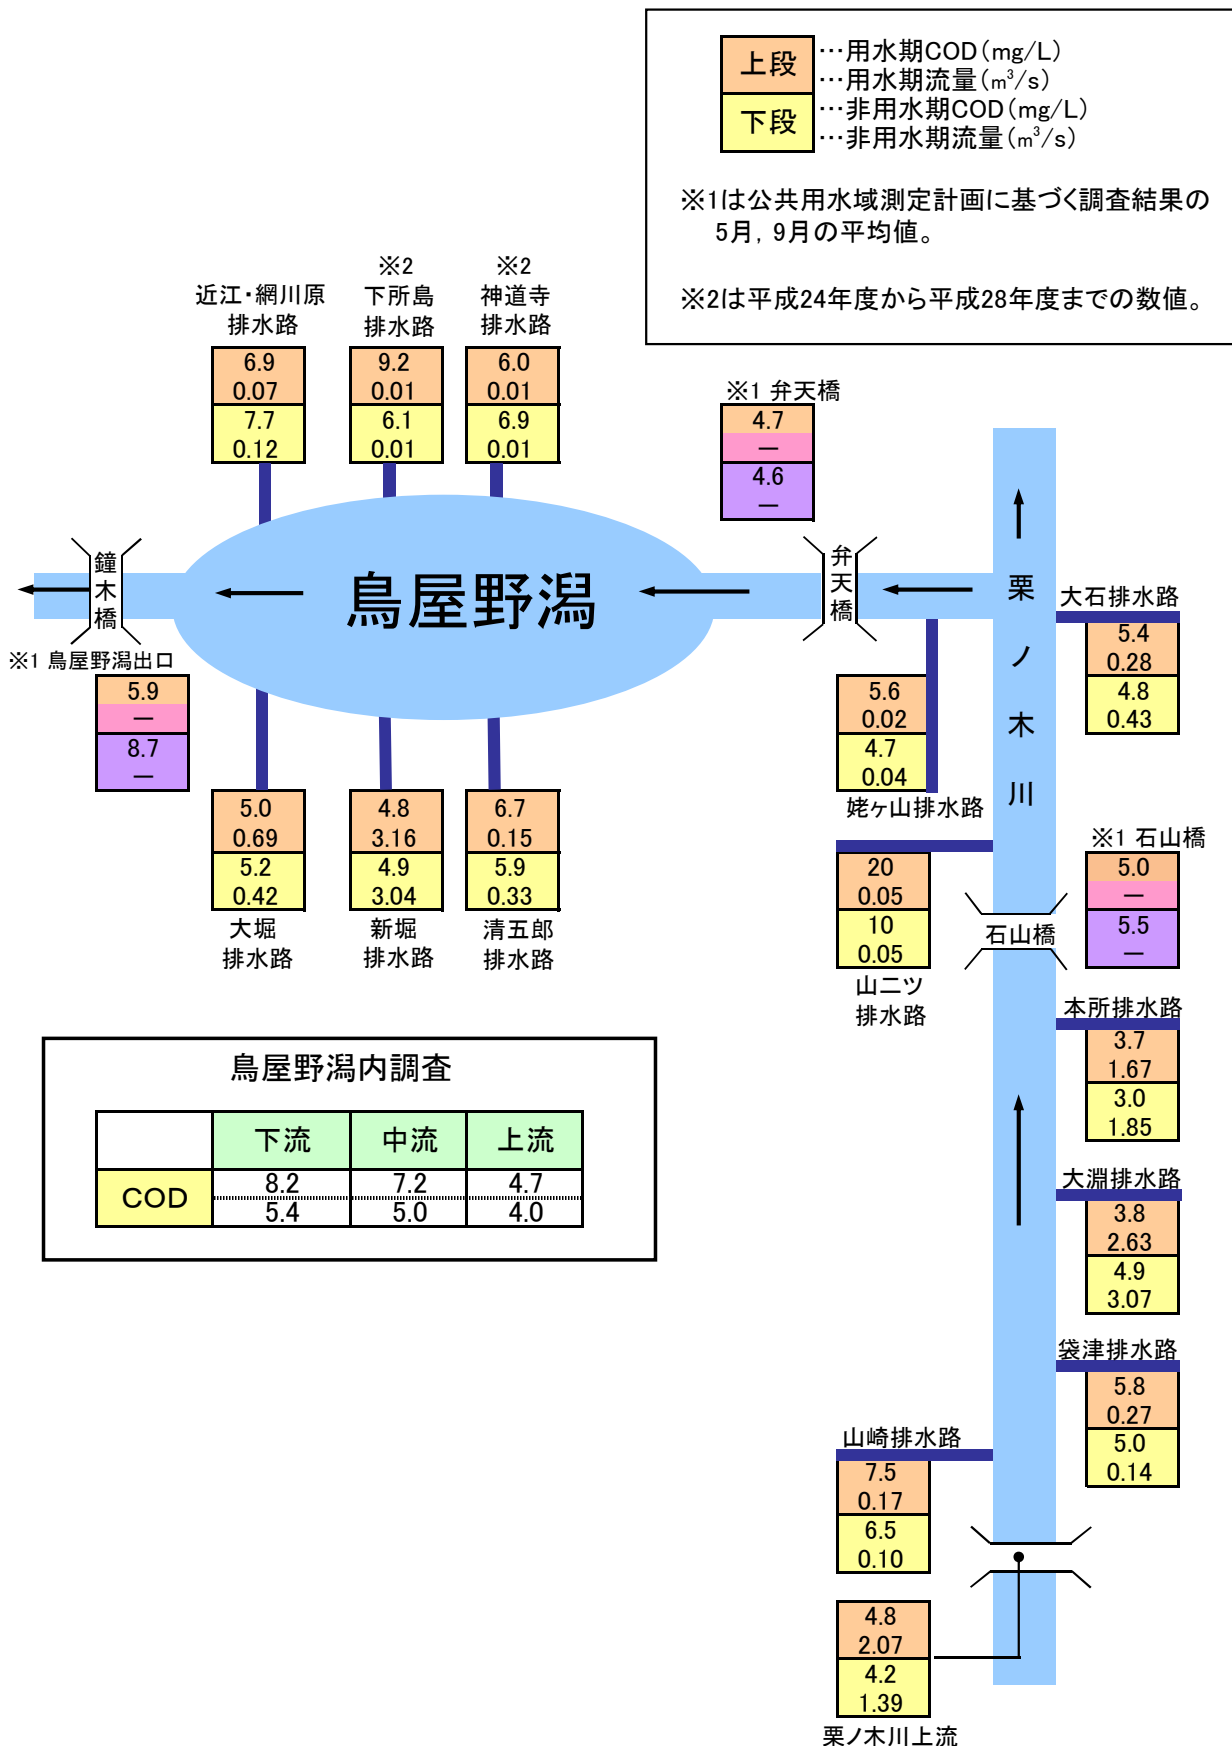 上段
…用水期COD(mg/L)
…用水期流量(m³/s)
下段
…非用水期COD(mg/L)
…非用水期流量(m³/s)
※1は公共用水域測定計画に基づく調査結果の
5月，9月の平均値。
※2は平成24年度から平成28年度までの数値。
近江・網川原
排水路
6.9
0.07
7.7
0.12
※2
下所島
排水路
9.2
0.01
6.1
0.01
※2
神道寺
排水路
6.0
0.01
6.9
0.01
※1 弁天橋
4.7
－
4.6
－
鐘木橋
鳥屋野潟
弁天橋
栗ノ木川
大石排水路
5.4
0.28
4.8
0.43
※1 鳥屋野潟出口
5.9
－
8.7
－
5.6
0.02
4.7
0.04
姥ヶ山排水路
5.0
0.69
5.2
0.42
大堀
排水路
4.8
3.16
4.9
3.04
新堀
排水路
6.7
0.15
5.9
0.33
清五郎
排水路
20
0.05
10
0.05
山二ツ
排水路
石山橋
※1 石山橋
5.0
－
5.5
－
本所排水路
3.7
1.67
3.0
1.85
鳥屋野潟内調査
下流 中流 上流
COD
8.2 7.2 4.7
5.4 5.0 4.0
大淵排水路
3.8
2.63
4.9
3.07
袋津排水路
5.8
0.27
5.0
0.14
山崎排水路
7.5
0.17
6.5
0.10
4.8
2.07
4.2
1.39
栗ノ木川上流